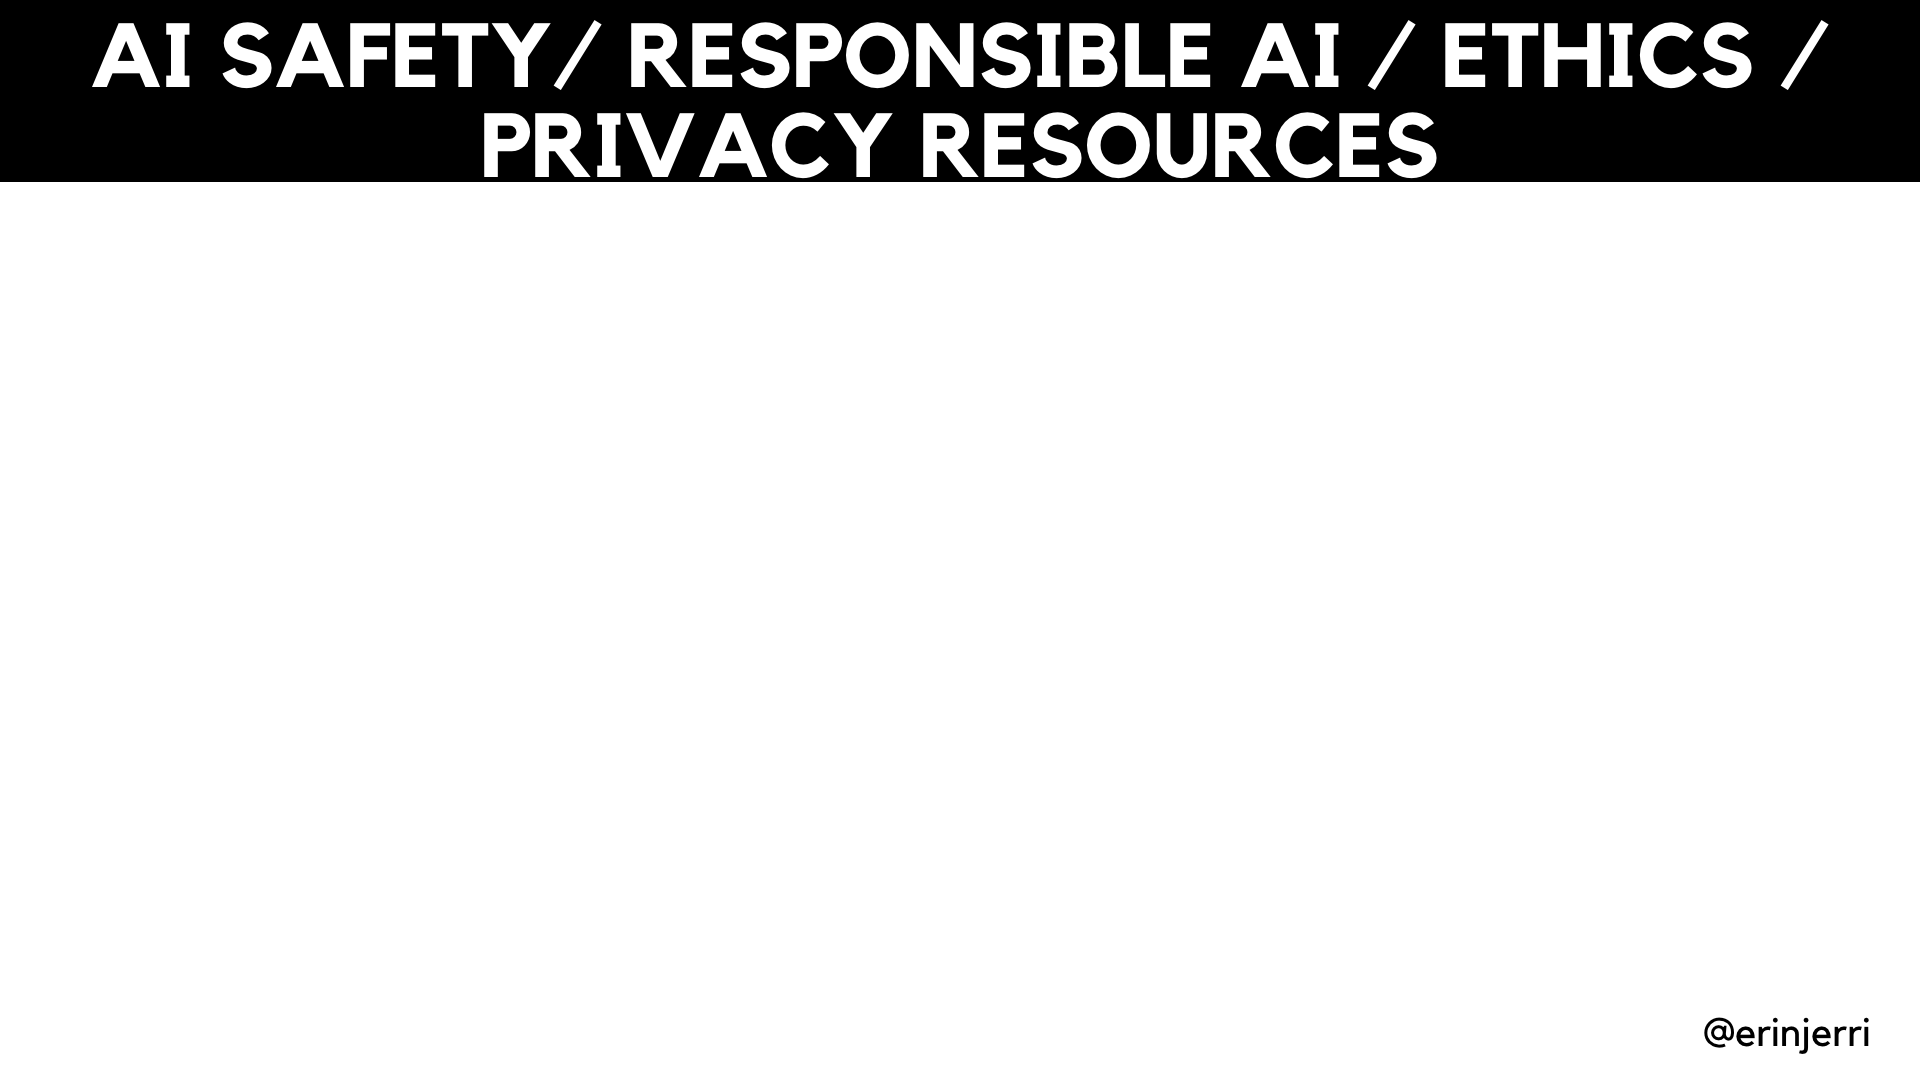 AI SAFETY/ RESPONSIBLE AI / ETHICS /
PRIVACY RESOURCES
@erinjerri